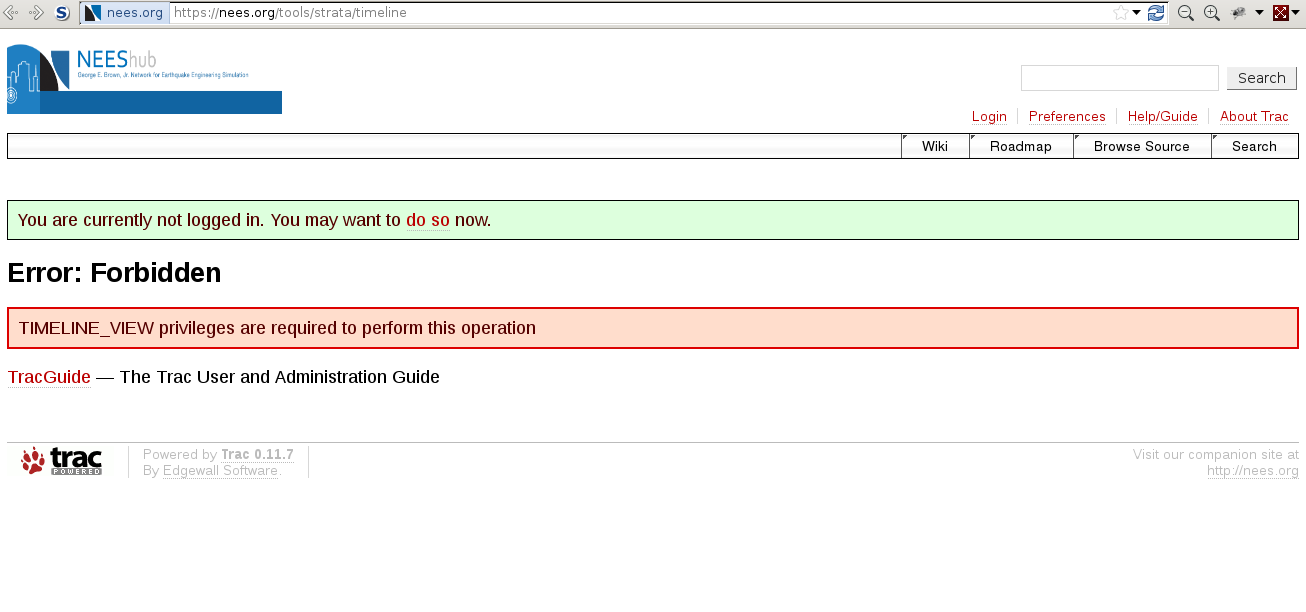 nees.org https://nees.org/tools/strata/timeline
NEEShub
George E. Brown, Jr. Network for Earthquake Engineering Simulation
Search
Login Preferences Help/Guide About Trac
Wiki Roadmap Browse Source Search
You are currently not logged in. You may want to do so now.
Error: Forbidden
TIMELINE_VIEW privileges are required to perform this operation
TracGuide — The Trac User and Administration Guide
trac
POWERED
Powered by Trac 0.11.7
By Edgewall Software.
Visit our companion site at
http://nees.org